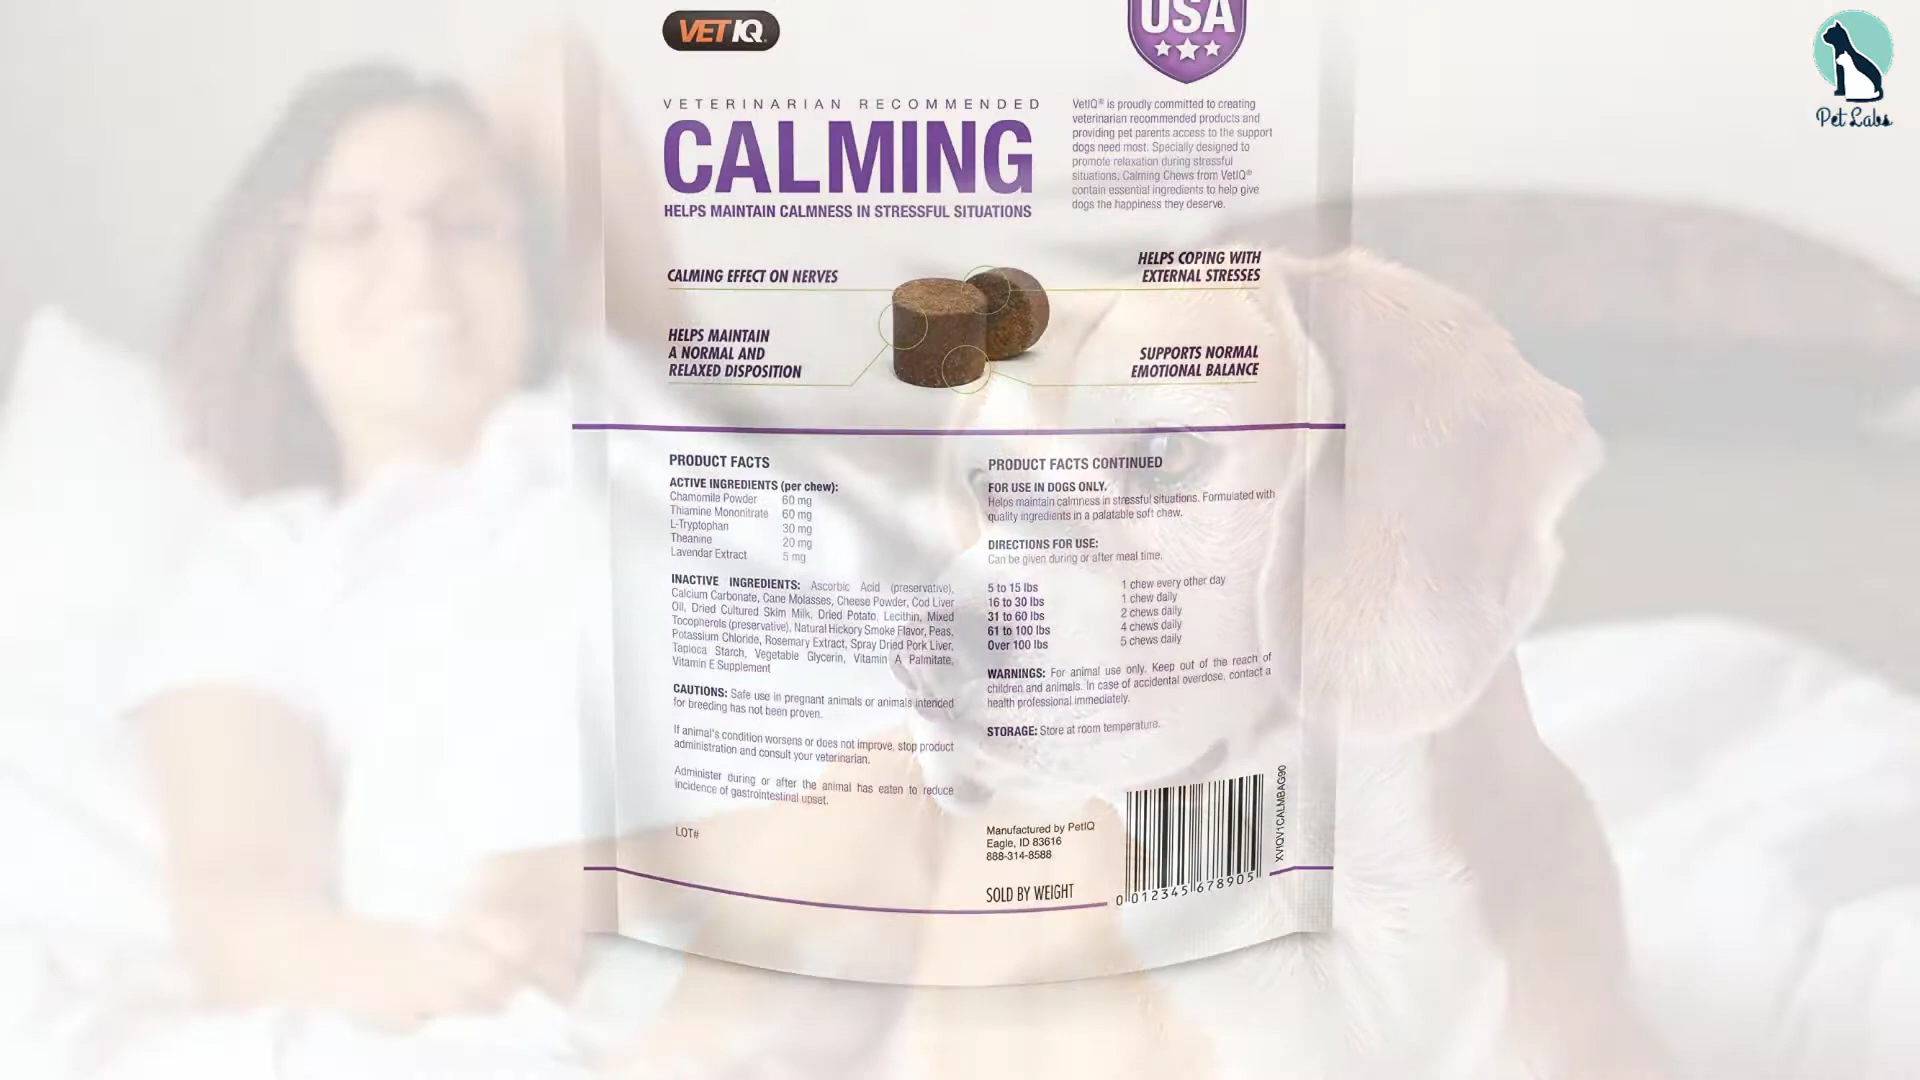 VETIQ
USA
Pet Labs
VETERINARIAN RECOMMENDED
CALMING
HELPS MAINTAIN CALMNESS IN STRESSFUL SITUATIONS
VetIQ® is proudly committed to creating
veterinarian recommended products and
providing pet parents access to the support
dogs need most. Specially designed to
promote relaxation during stressful
situations, Calming Chews from VetIQ®
contain essential ingredients to help give
dogs the happiness they deserve.
CALMING EFFECT ON NERVES
HELPS COPING WITH
EXTERNAL STRESSES
HELPS MAINTAIN
A NORMAL AND
RELAXED DISPOSITION
SUPPORTS NORMAL
EMOTIONAL BALANCE
PRODUCT FACTS
ACTIVE INGREDIENTS (per chew):
Chamomile Powder 60 mg
Thiamine Mononitrate 60 mg
L-Tryptophan 30 mg
Theanine 20 mg
Lavendar Extract 5 mg
INACTIVE INGREDIENTS: Ascorbic Acid (preservative),
Calcium Carbonate, Cane Molasses, Cheese Powder, Cod Liver
Oil, Dried Cultured Skim Milk, Dried Potato, Lecithin, Mixed
Tocopherols (preservative), Natural Hickory Smoke Flavor, Peas,
Potassium Chloride, Rosemary Extract, Spray Dried Pork Liver,
Tapioca Starch, Vegetable Glycerin, Vitamin A Palmitate,
Vitamin E Supplement
CAUTIONS: Safe use in pregnant animals or animals intended
for breeding has not been proven.
If animal's condition worsens or does not improve, stop product
administration and consult your veterinarian.
Administer during or after the animal has eaten to reduce
incidence of gastrointestinal upset.
LOT#
PRODUCT FACTS CONTINUED
FOR USE IN DOGS ONLY.
Helps maintain calmness in stressful situations. Formulated with
quality ingredients in a palatable soft chew.
DIRECTIONS FOR USE:
Can be given during or after meal time.
5 to 15 lbs 1 chew every other day
16 to 30 lbs 1 chew daily
31 to 60 lbs 2 chews daily
61 to 100 lbs 4 chews daily
Over 100 lbs 5 chews daily
WARNINGS: For animal use only. Keep out of the reach of
children and animals. In case of accidental overdose, contact a
health professional immediately.
STORAGE: Store at room temperature.
Manufactured by PetIQ
Eagle, ID 83616
888-314-8588
SOLD BY WEIGHT
0 012345 678905
XVIQV1CALMBAG90